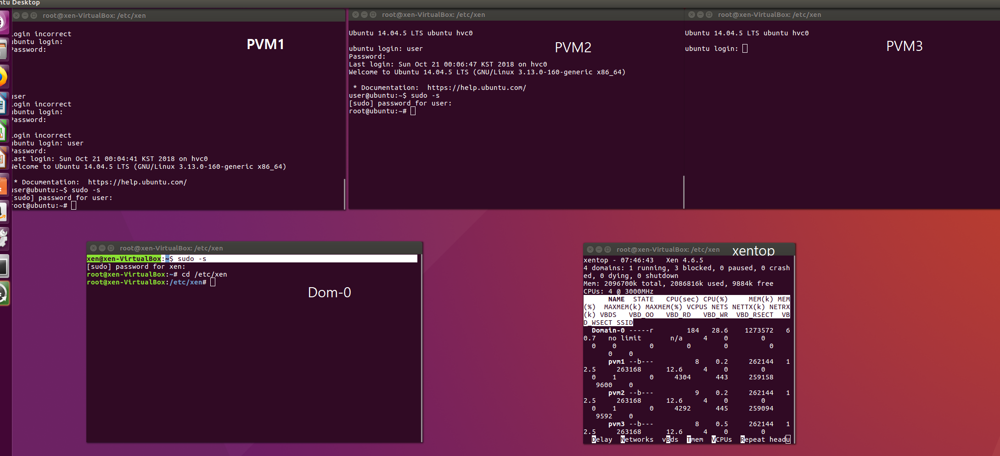 ntu Desktop
root@xen-VirtualBox: /etc/xen
Login incorrect
ubuntu login:
Password:
PVM1
user
Login incorrect
ubuntu login:
Password:
Login incorrect
ubuntu login: user
Password:
Last login: Sun Oct 21 00:04:41 KST 2018 on hvc0
Welcome to Ubuntu 14.04.5 LTS (GNU/Linux 3.13.0-160-generic x86_64)
* Documentation:  https://help.ubuntu.com/
user@ubuntu:~$ sudo -s
[sudo] password for user:
root@ubuntu:~#
root@xen-VirtualBox: /etc/xen
Ubuntu 14.04.5 LTS ubuntu hvc0
ubuntu login: user
PVM2
Password:
Last login: Sun Oct 21 00:06:47 KST 2018 on hvc0
Welcome to Ubuntu 14.04.5 LTS (GNU/Linux 3.13.0-160-generic x86_64)
* Documentation:  https://help.ubuntu.com/
user@ubuntu:~$ sudo -s
[sudo] password for user:
root@ubuntu:~#
root@xen-VirtualBox: /etc/xen
Ubuntu 14.04.5 LTS ubuntu hvc0
ubuntu login:
PVM3
root@xen-VirtualBox: /etc/xen
xen@xen-VirtualBox:~$ sudo -s
[sudo] password for xen:
root@xen-VirtualBox:~# cd /etc/xen
root@xen-VirtualBox:/etc/xen#
Dom-0
root@xen-VirtualBox: /etc/xen
xentop
xentop - 07:46:43   Xen 4.6.5
4 domains: 1 running, 3 blocked, 0 paused, 0 crash
ed, 0 dying, 0 shutdown
Mem: 2096700k total, 2086816k used, 9884k free
CPUs: 4 @ 3000MHz
NAME  STATE   CPU(sec) CPU(%)     MEM(k) MEM
(%)  MAXMEM(k) MAXMEM(%) VCPUS NETS NETTX(k) NETRX
(k) VBDS   VBD_OO   VBD_RD   VBD_WR  VBD_RSECT  VB
D_WSECT SSID
Domain-0 -----r        184   28.6    1273572   6
0.7   no limit       n/a     4    0        0
0    0        0        0        0          0
0    0
pvm1 --b---          8    0.2     262144   1
2.5     263168      12.6     4    0        0
0    1        0     4304      443     259158
9600    0
pvm2 --b---          9    0.2     262144   1
2.5     263168      12.6     4    0        0
0    1        0     4292      445     259094
9592    0
pvm3 --b---          8    0.5     262144   1
2.5     263168      12.6     4    0        0
Delay  Networks  vBds  Tmem  VCPUs  Repeat headu